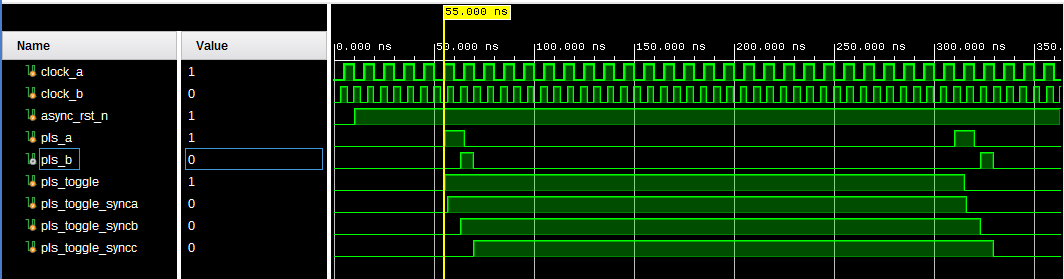 55.000 ns
Name Value
0.000 ns 50.000 ns 100.000 ns 150.000 ns 200.000 ns 250.000 ns 300.000 ns 350.
clock_a 1
clock_b 0
async_rst_n 1
pls_a 1
pls_b 0
pls_toggle 1
pls_toggle_synca 0
pls_toggle_syncb 0
pls_toggle_syncc 0